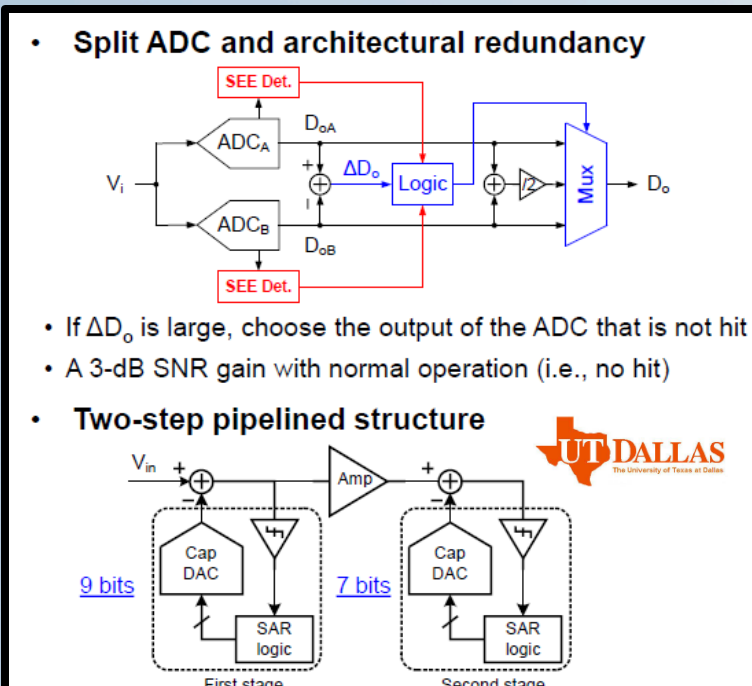 • Split ADC and architectural redundancy
SEE Det.
ADCA
DoA
Vi
+
ΔDo
Logic
/2
Mux
Do
−
ADCB
DoB
SEE Det.
• If ΔDo is large, choose the output of the ADC that is not hit
• A 3-dB SNR gain with normal operation (i.e., no hit)
• Two-step pipelined structure
UT DALLAS
The University of Texas at Dallas
Vin
+
−
Amp
+
−
Cap
DAC
9 bits
SAR
logic
Cap
DAC
7 bits
SAR
logic
First stage
Second stage